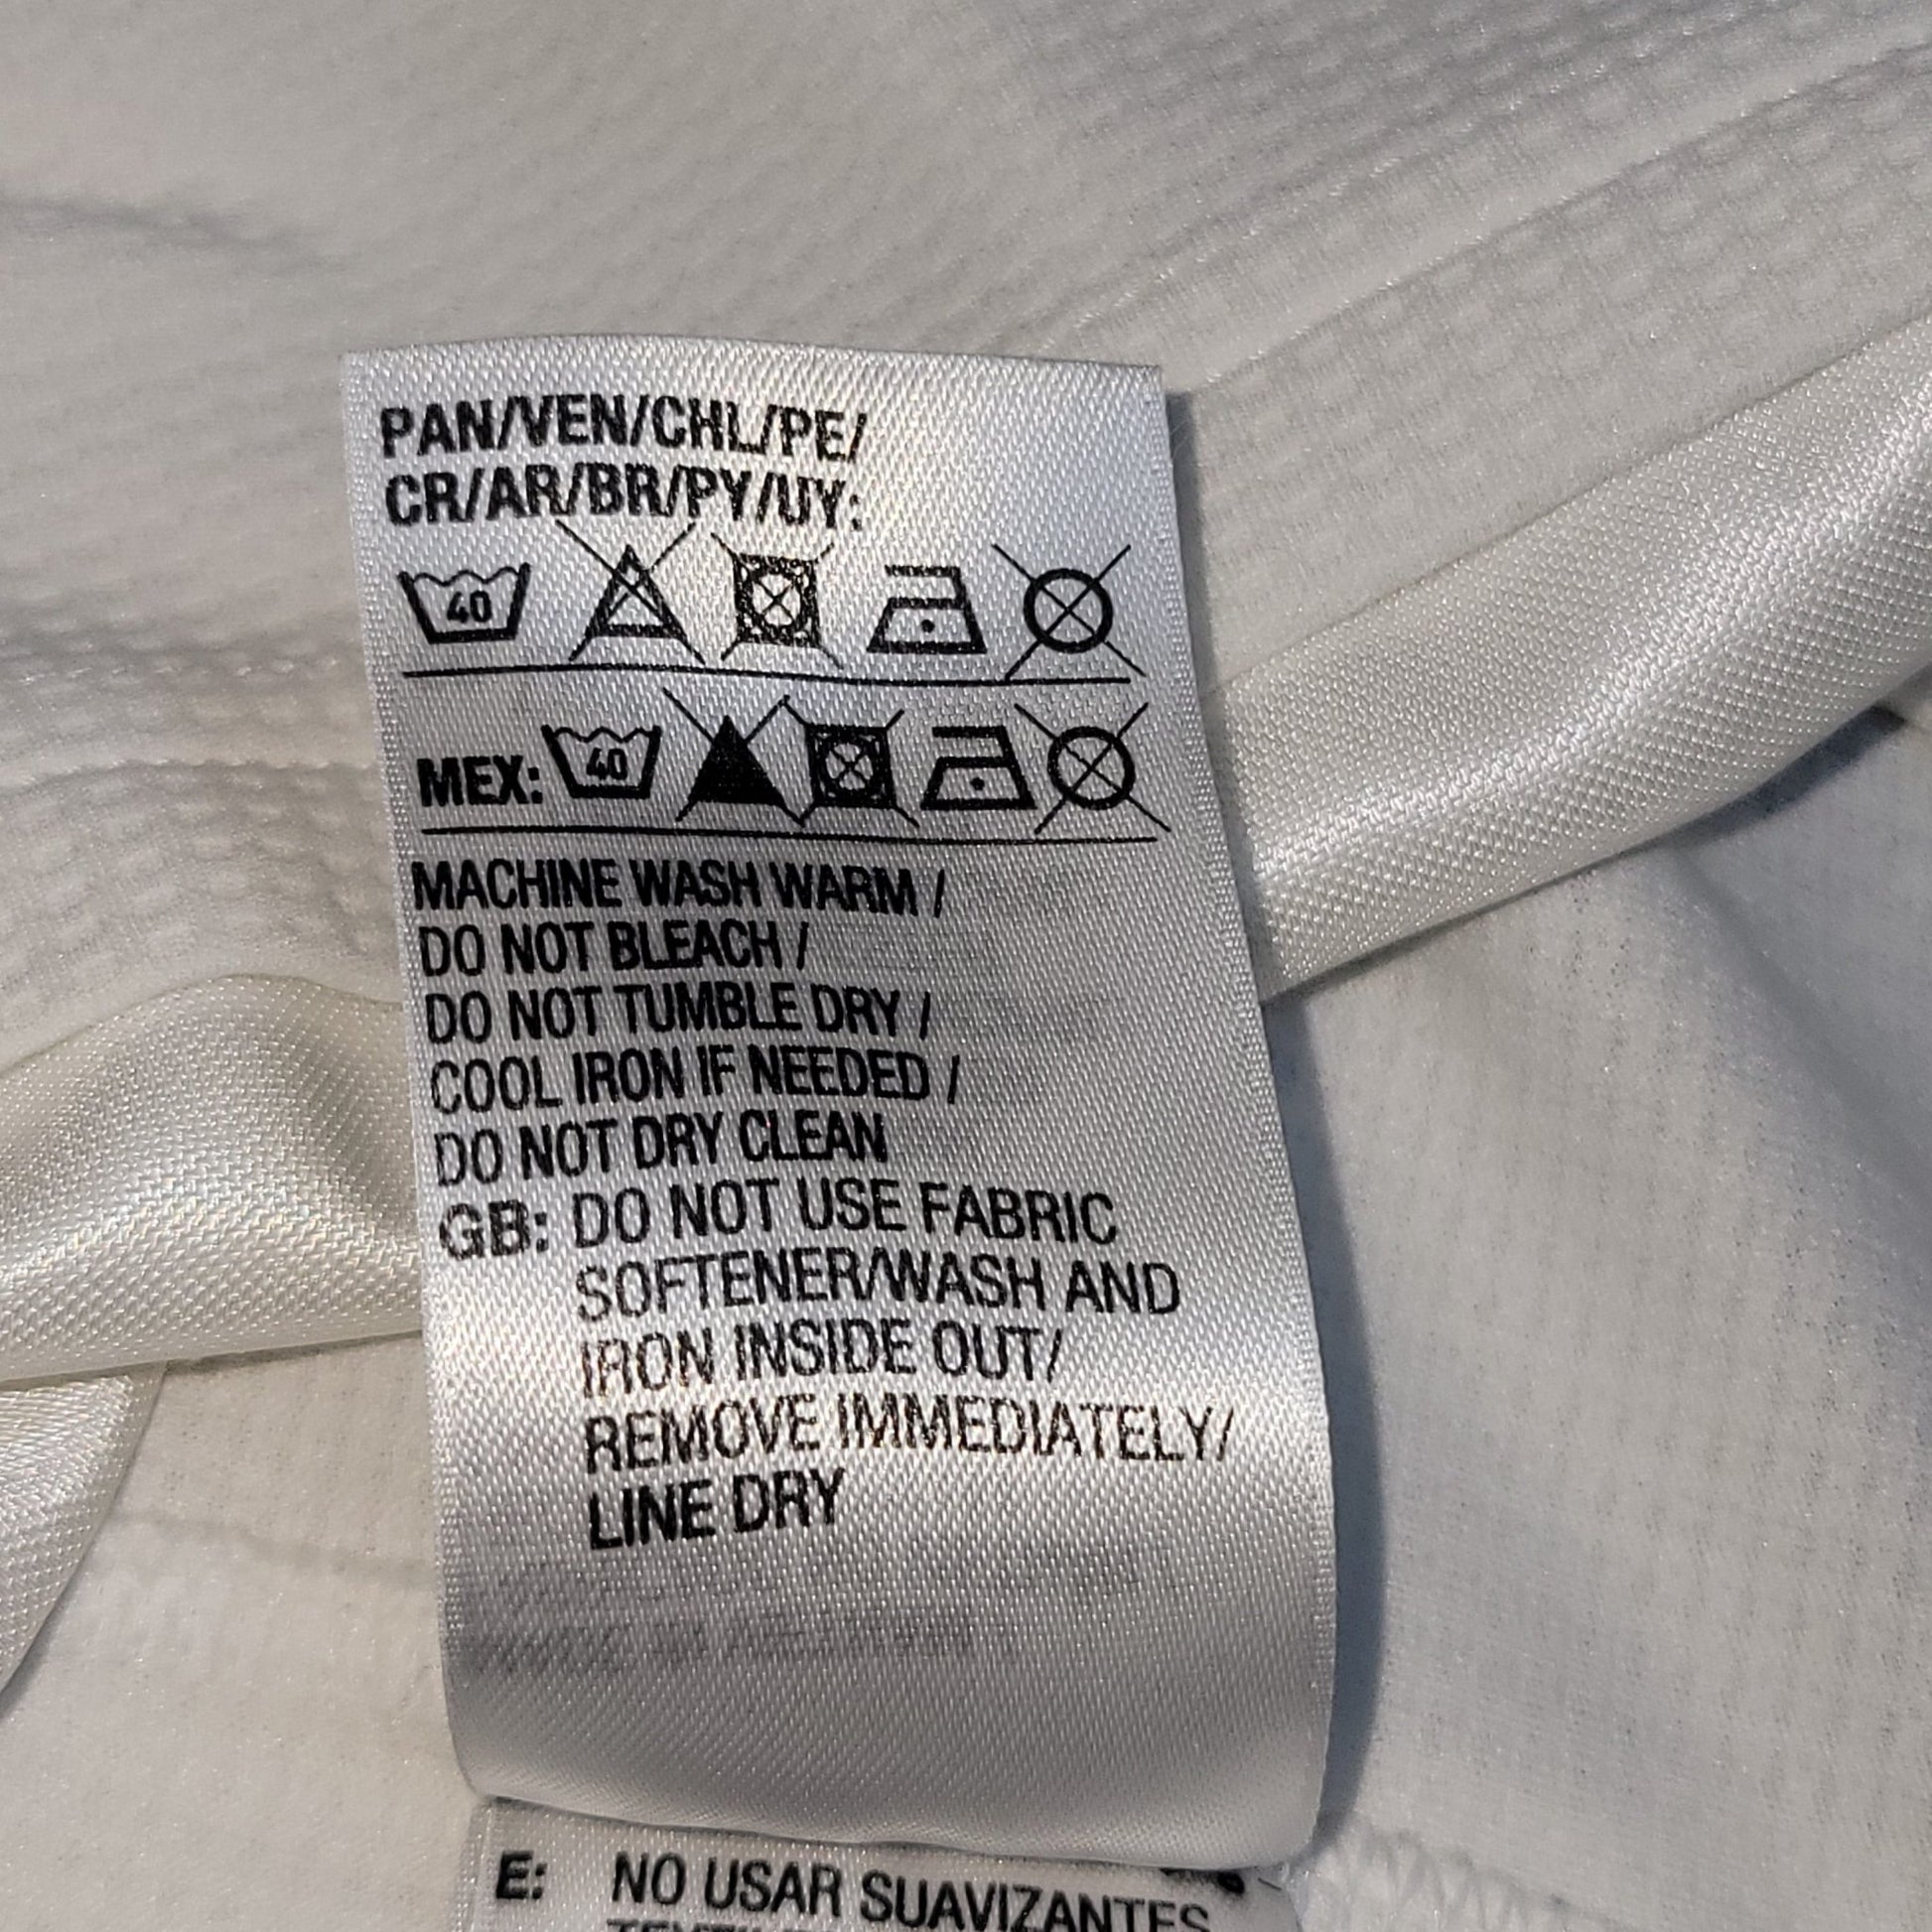 PAN/VEN/CHL/PE/
CR/AR/BR/PY/UY:
40
MEX: 40
MACHINE WASH WARM /
DO NOT BLEACH /
DO NOT TUMBLE DRY /
COOL IRON IF NEEDED /
DO NOT DRY CLEAN
GB: DO NOT USE FABRIC
SOFTENER/WASH AND
IRON INSIDE OUT/
REMOVE IMMEDIATELY/
LINE DRY
E: NO USAR SUAVIZANTES